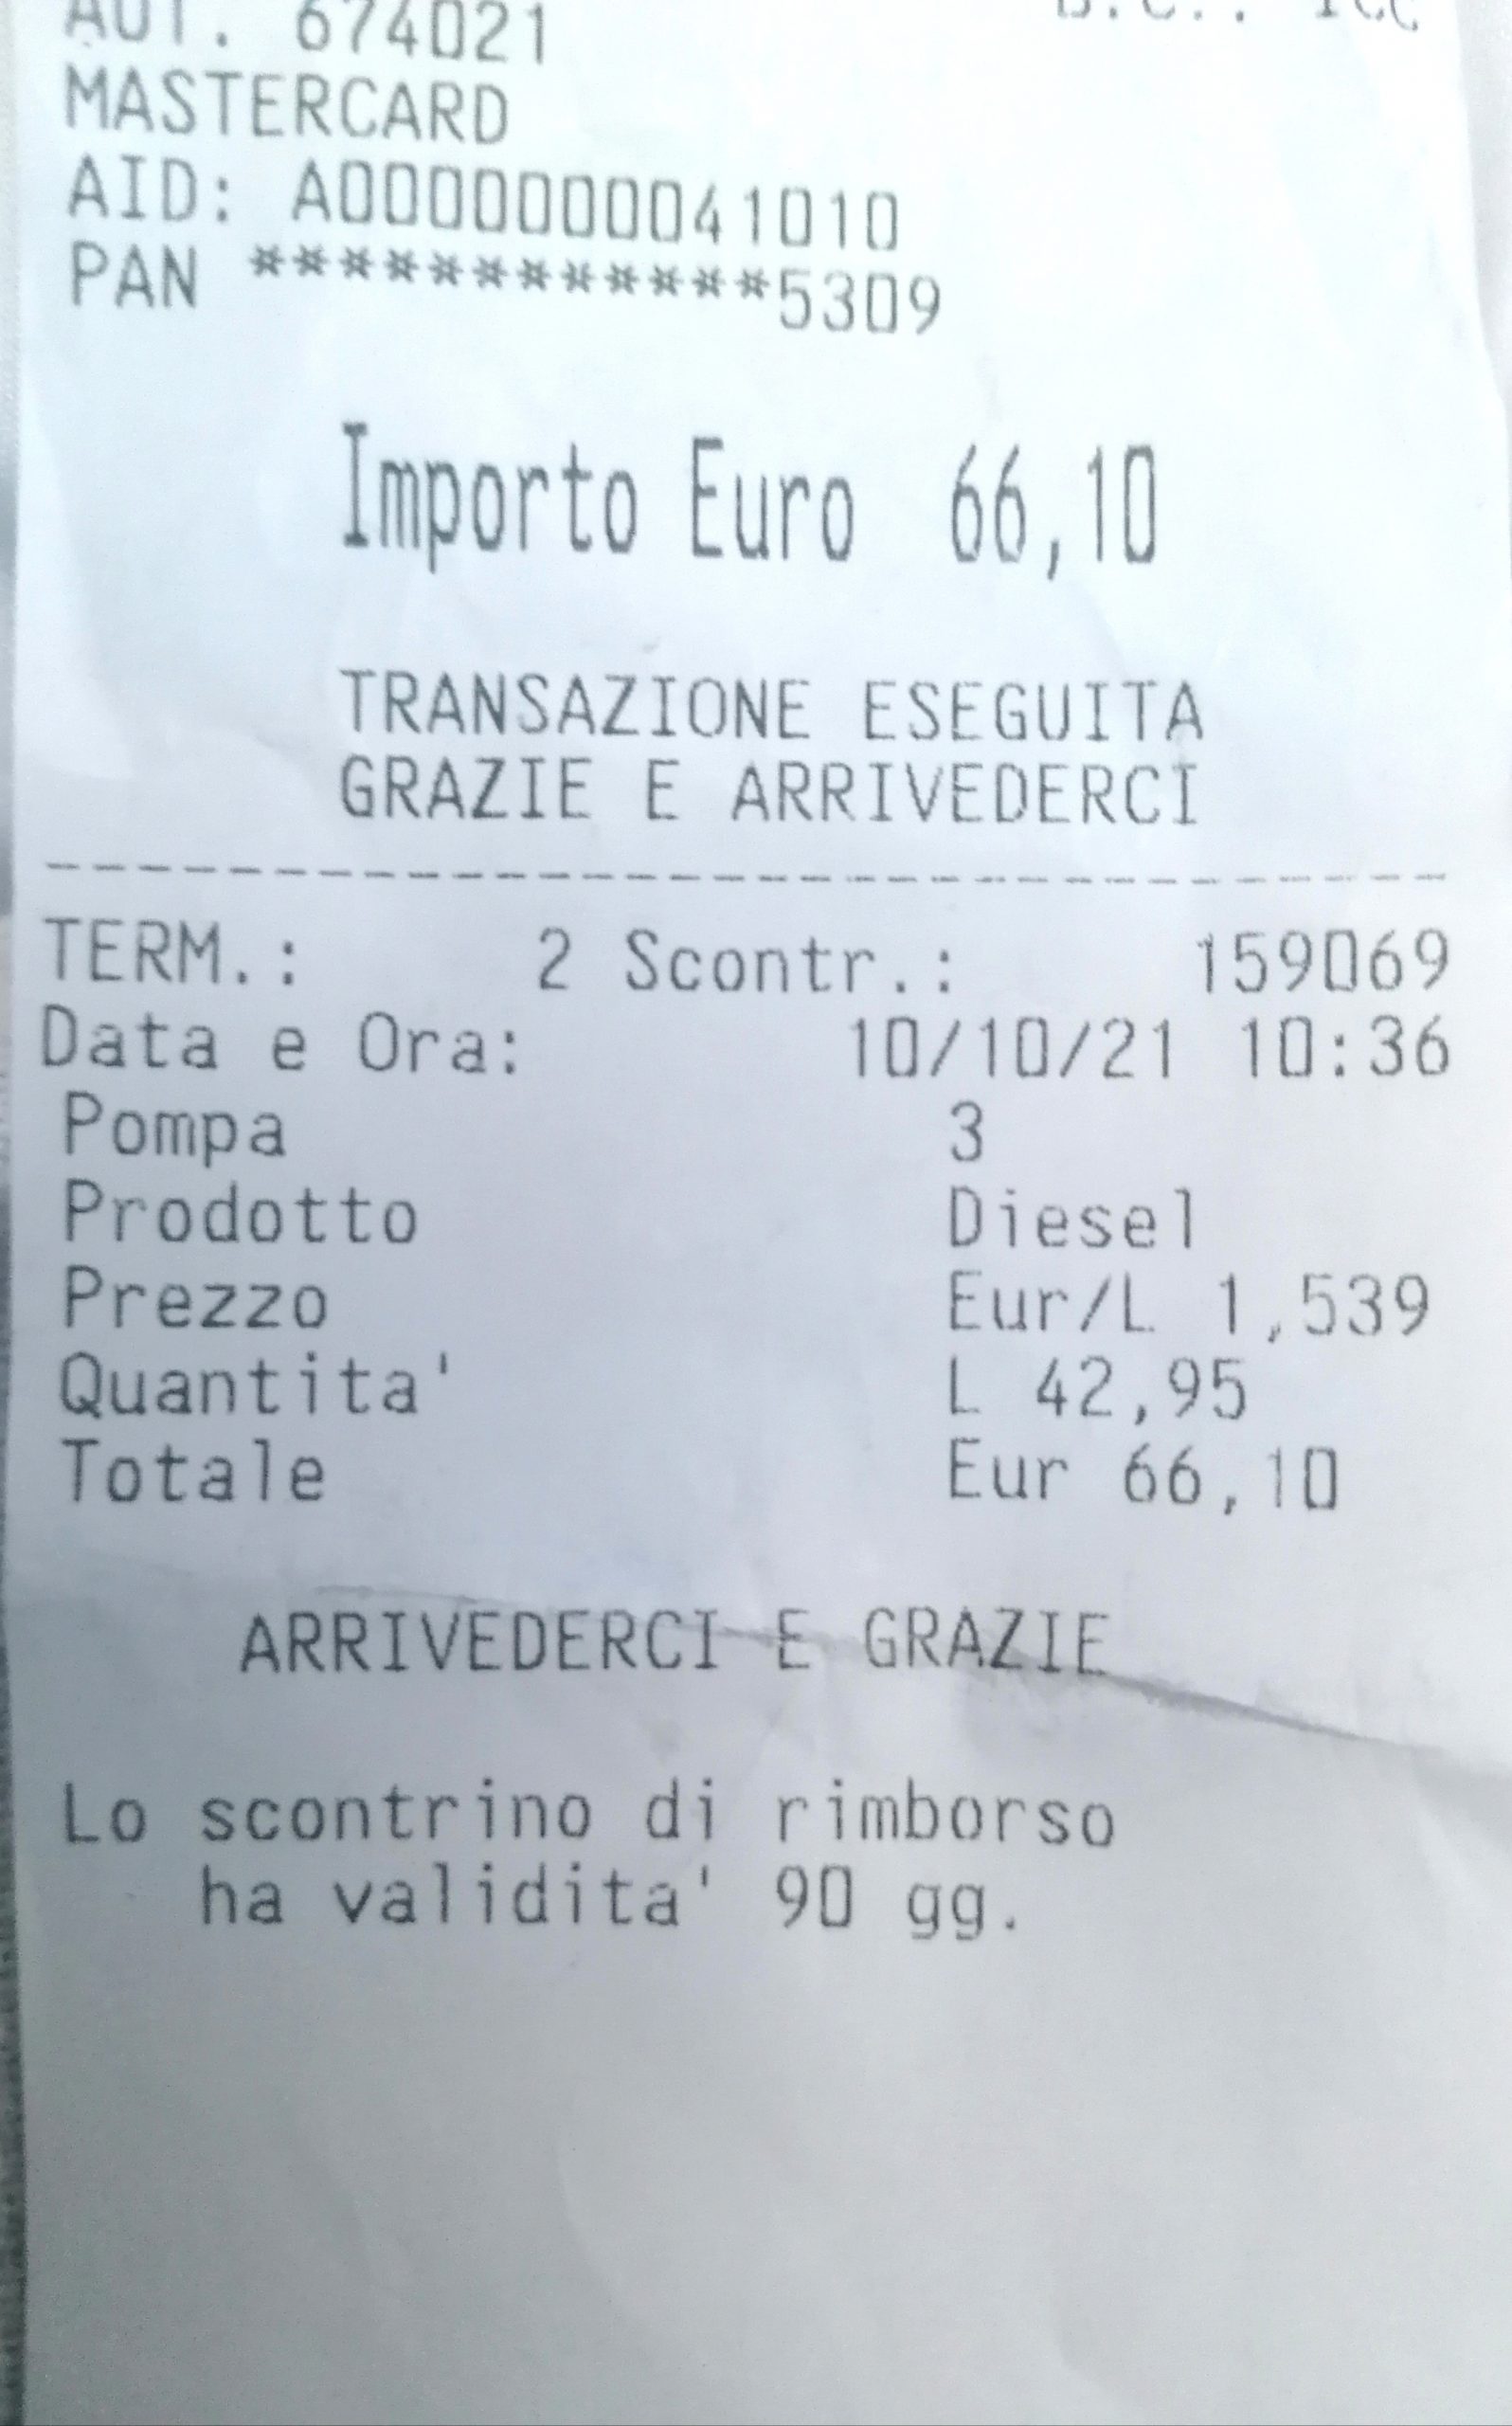 AUT. 674021
MASTERCARD
AID: A0000000041010
PAN ************5309
Importo Euro 66,10
TRANSAZIONE ESEGUITA
GRAZIE E ARRIVEDERCI
--------------------------------
TERM.: 2 Scontr.: 159069
Data e Ora: 10/10/21 10:36
Pompa 3
Prodotto Diesel
Prezzo Eur/L 1,539
Quantita' L 42,95
Totale Eur 66,10
ARRIVEDERCI E GRAZIE
Lo scontrino di rimborso
ha validita' 90 gg.